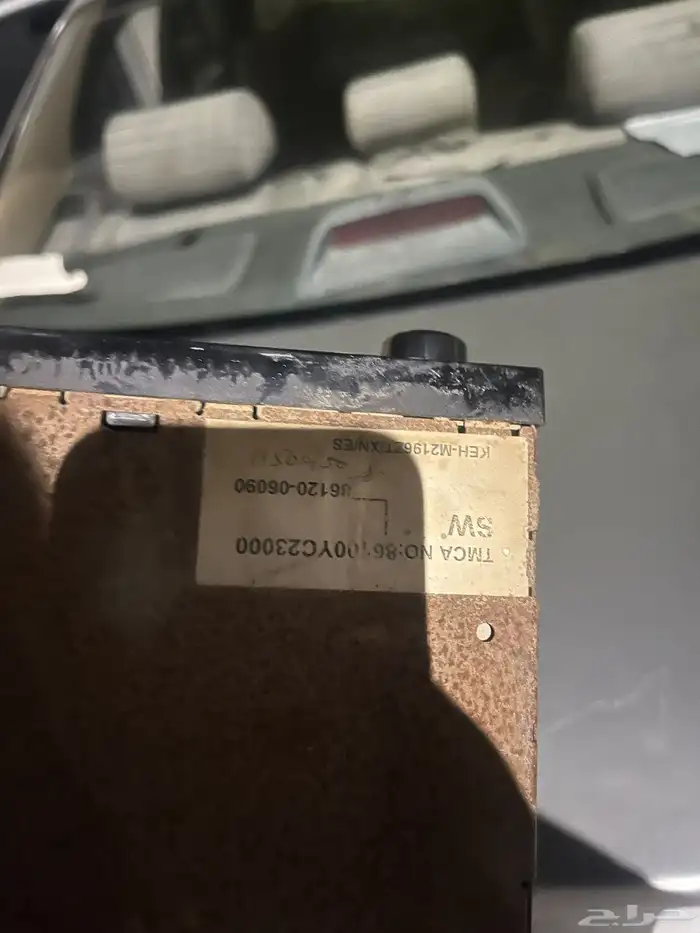 TMCA NO:86100YC23000
SW
86120-06090
KEH-M2196ZT-XN/ES
حراج